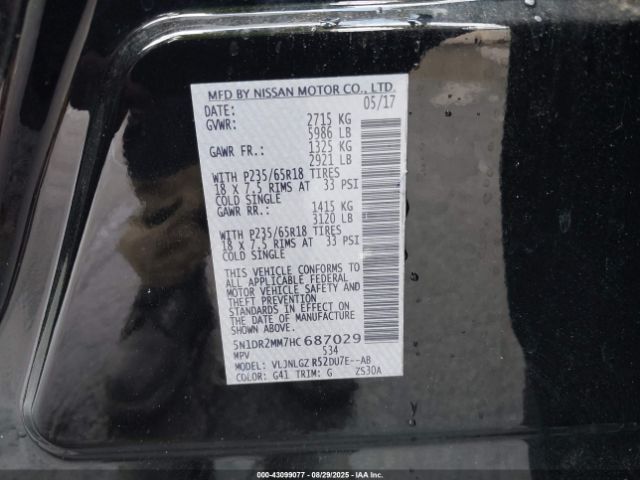 MFD BY NISSAN MOTOR CO., LTD.
DATE: 05/17
GVWR: 2715 KG
5986 LB
GAWR FR.: 1325 KG
2921 LB
WITH P235/65R18 TIRES
18 X 7.5 RIMS AT 33 PSI
COLD SINGLE
GAWR RR.: 1415 KG
3120 LB
WITH P235/65R18 TIRES
18 X 7.5 RIMS AT 33 PSI
COLD SINGLE
THIS VEHICLE CONFORMS TO
ALL APPLICABLE FEDERAL
MOTOR VEHICLE SAFETY AND
THEFT PREVENTION
STANDARDS IN EFFECT ON
THE DATE OF MANUFACTURE
SHOWN ABOVE.
5N1DR2MM7HC687029
MPV 534
MODEL: VLJNLGZ R52DU7E--AB
COLOR: G41 TRIM: G ZS30A
000-43099077 - 08/29/2025 - IAA Inc.